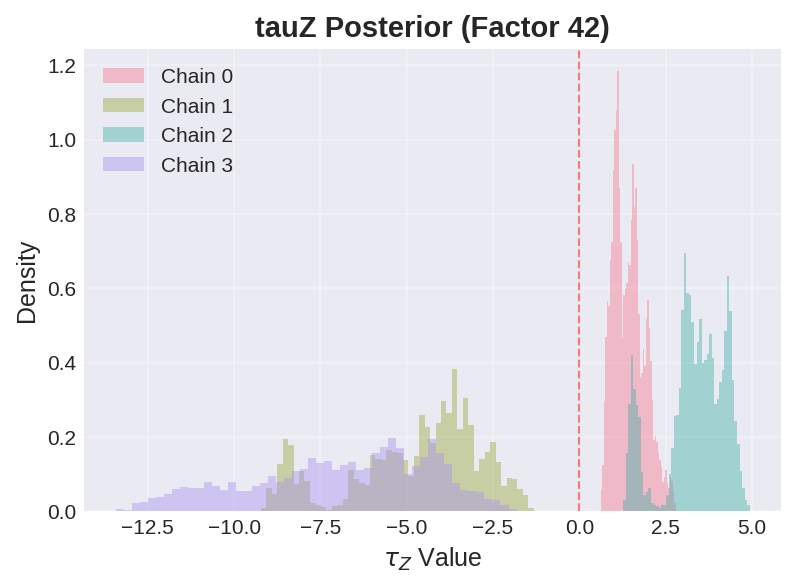 tauZ Posterior (Factor 42)
1.2
1.0
0.8
0.6
0.4
0.2
0.0
Density
Chain 0
Chain 1
Chain 2
Chain 3
−12.5 −10.0 −7.5 −5.0 −2.5 0.0 2.5 5.0
τZ Value